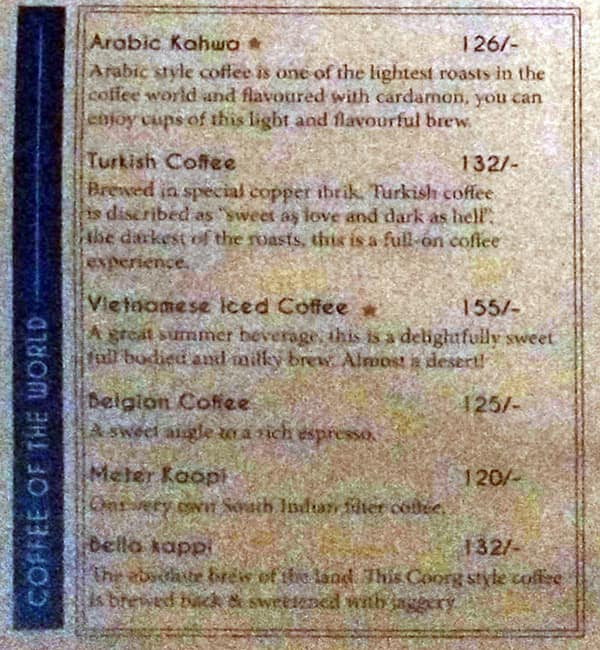 COFFEE OF THE WORLD
Arabic Kahwa ★ 126/-
Arabic style coffee is one of the lightest roasts in the
coffee world and flavoured with cardamon, you can
enjoy cups of this light and flavourful brew.
Turkish Coffee 132/-
Brewed in special copper ibrik. Turkish coffee
is discribed as "sweet as love and dark as hell",
the darkest of the roasts, this is a full-on coffee
experience.
Vietnamese Iced Coffee ★ 155/-
A great summer beverage, this is a delightfully sweet
full bodied and milky brew. Almost a desert!
Belgian Coffee 125/-
A sweet angle to a rich espresso.
Meter Kaapi 120/-
Our very own South Indian filter coffee.
Bella kappi 132/-
The absolute brew of the land. This Coorg style coffee
is brewed back & sweetened with jaggery